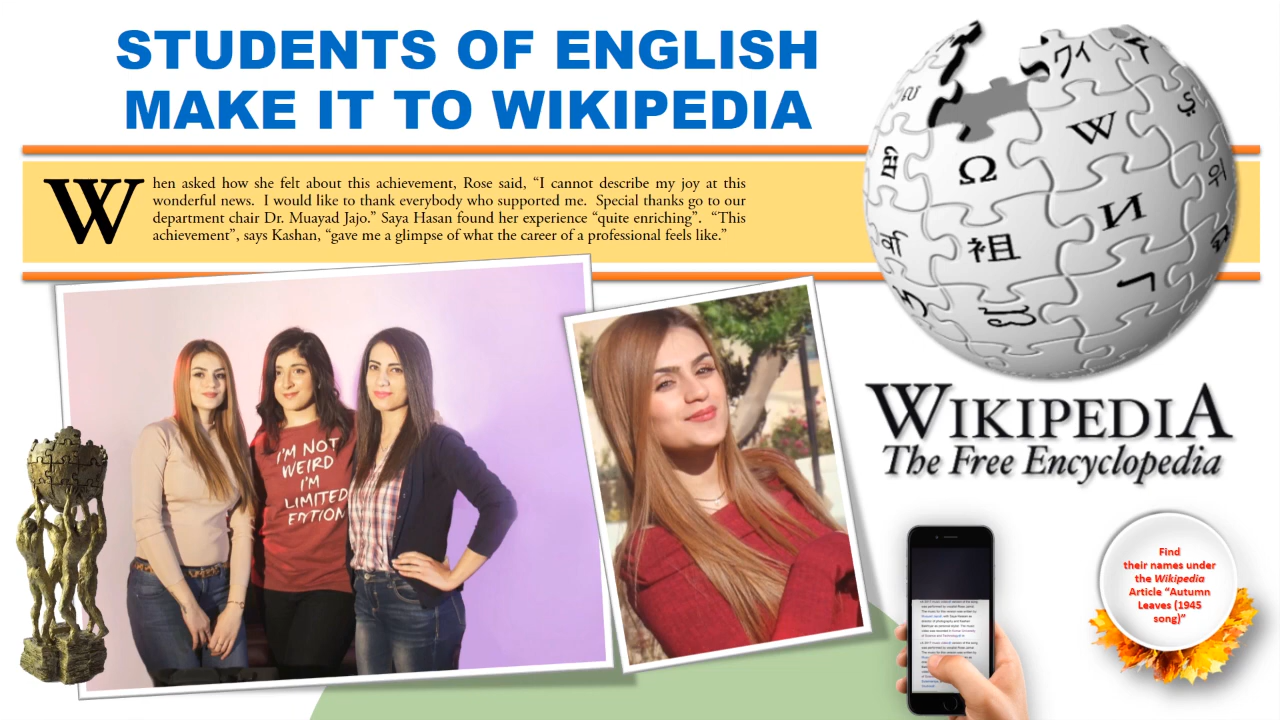 STUDENTS OF ENGLISH
MAKE IT TO WIKIPEDIA
When asked how she felt about this achievement, Rose said, “I cannot describe my joy at this
wonderful news. I would like to thank everybody who supported me. Special thanks go to our
department chair Dr. Muayad Jajo.” Saya Hasan found her experience “quite enriching”. “This
achievement”, says Kashan, “gave me a glimpse of what the career of a professional feels like.”
Ω
W
И
祖
ワィ
WIKIPEDIA
The Free Encyclopedia
I'M NOT
WEIRD
I'M
LIMITED
EDITION
Find
their names under
the Wikipedia
Article “Autumn
Leaves (1945
song)”